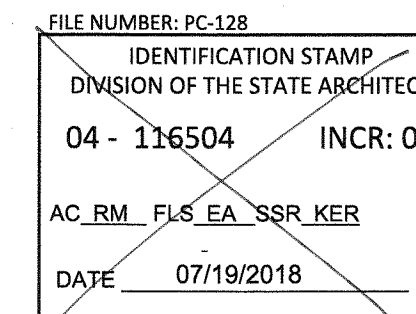 FILE NUMBER: PC-128
IDENTIFICATION STAMP
DIVISION OF THE STATE ARCHITEC
04 - 116504 INCR: 0
AC RM FLS EA SSR KER
DATE 07/19/2018